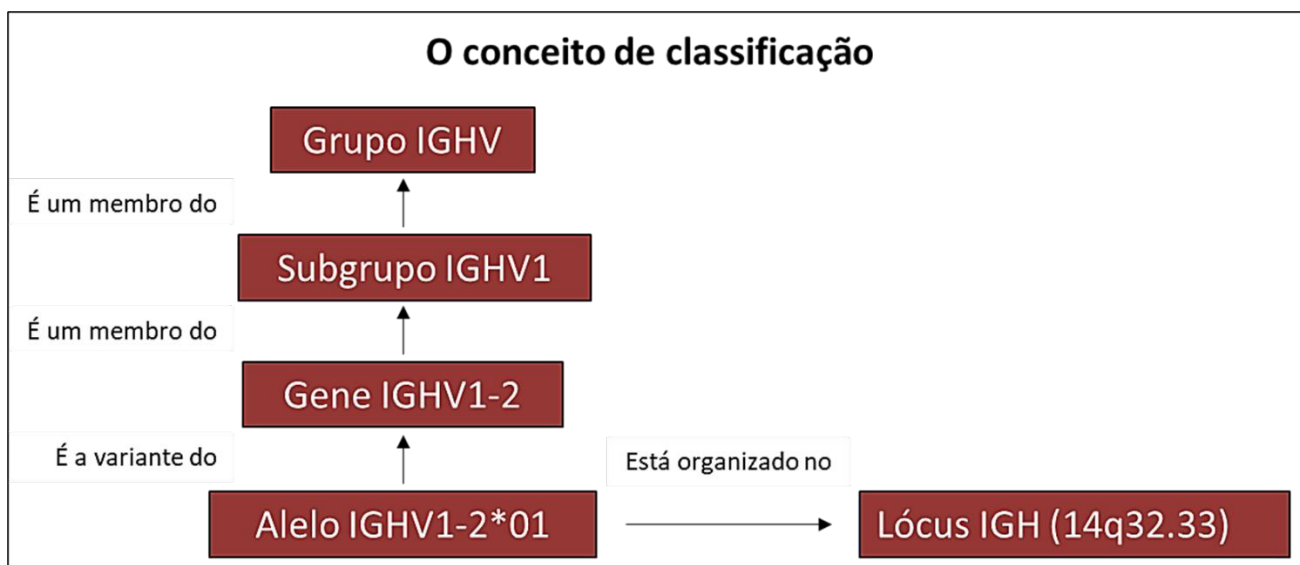 O conceito de classificação
Grupo IGHV
É um membro do
Subgrupo IGHV1
É um membro do
Gene IGHV1-2
É a variante do
Está organizado no
Alelo IGHV1-2*01
Lócus IGH (14q32.33)